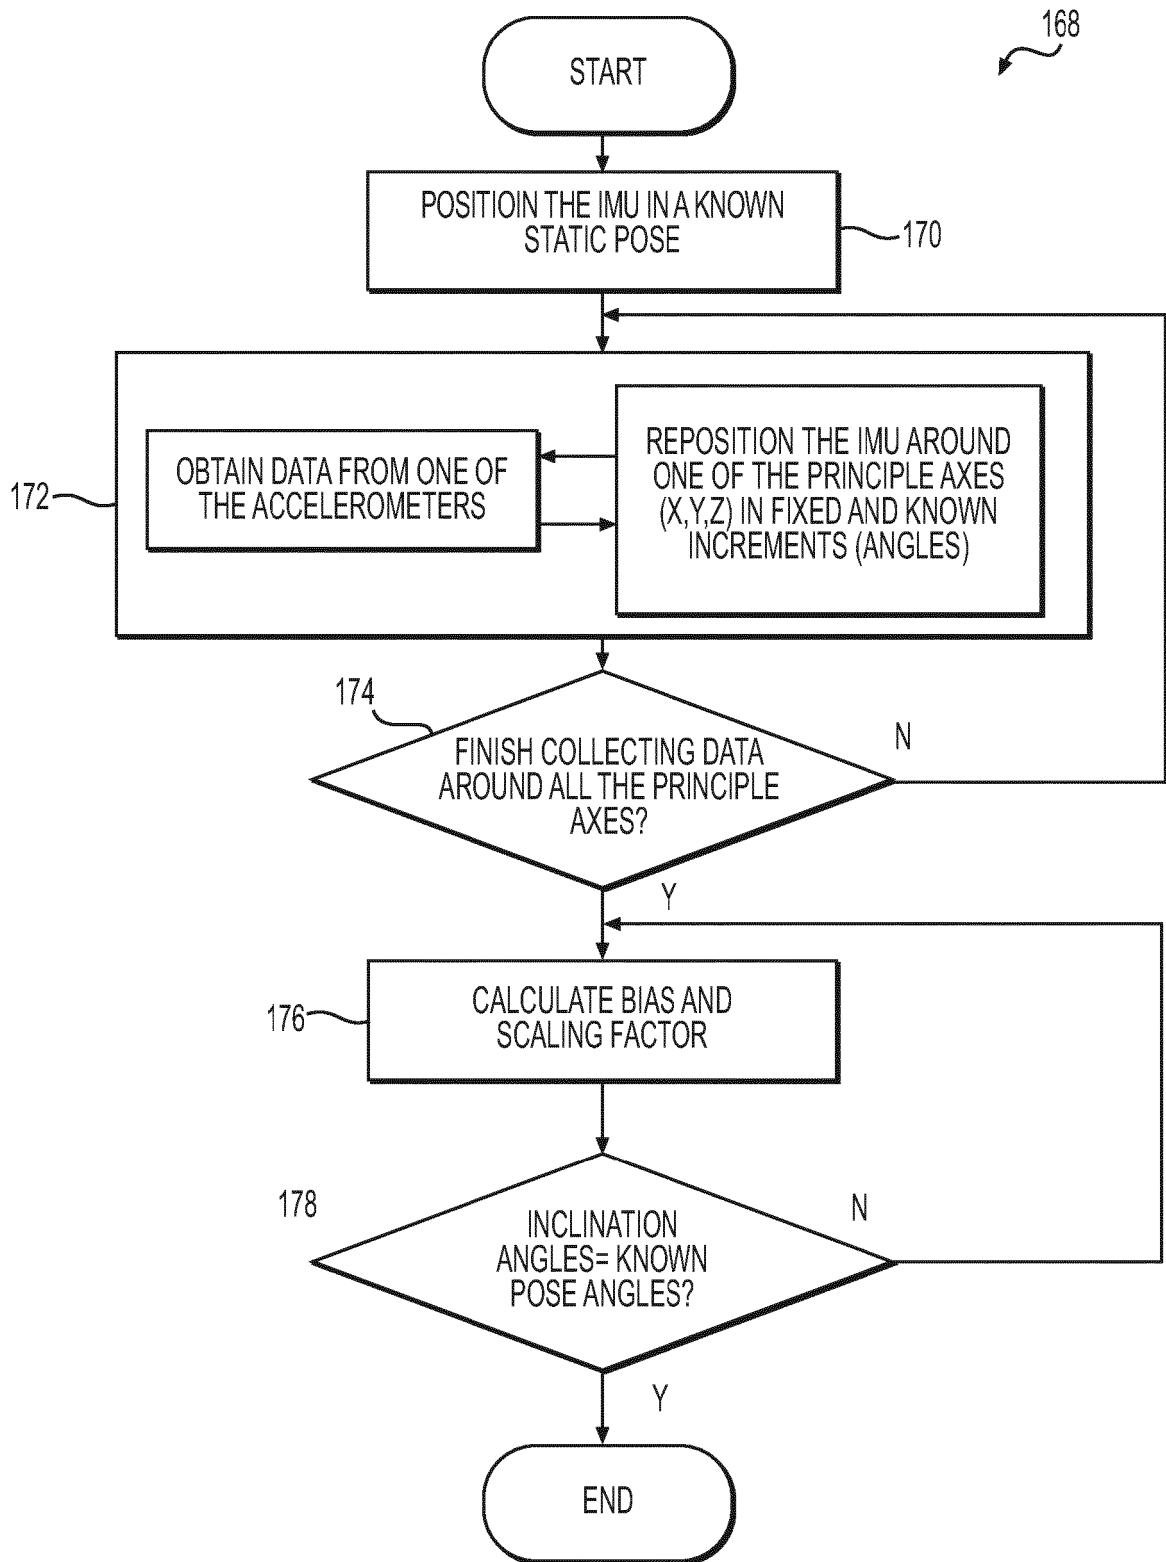 168
START
POSITIOIN THE IMU IN A KNOWN
STATIC POSE
170
172
OBTAIN DATA FROM ONE OF
THE ACCELEROMETERS
REPOSITION THE IMU AROUND
ONE OF THE PRINCIPLE AXES
(X,Y,Z) IN FIXED AND KNOWN
INCREMENTS (ANGLES)
174
FINISH COLLECTING DATA
AROUND ALL THE PRINCIPLE
AXES?
N
Y
176
CALCULATE BIAS AND
SCALING FACTOR
178
INCLINATION
ANGLES= KNOWN
POSE ANGLES?
N
Y
END